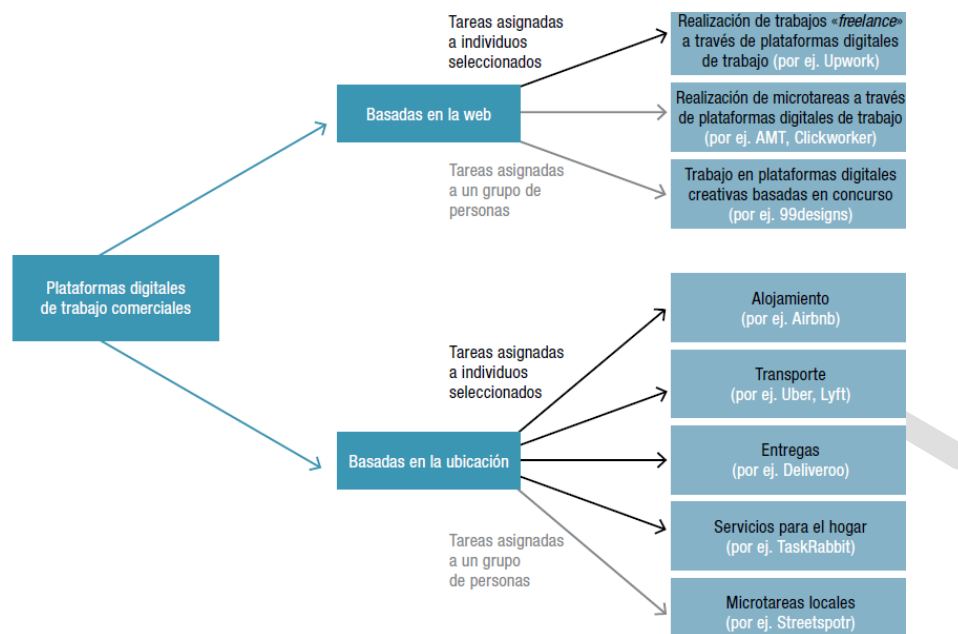 Tareas asignadas
a individuos
seleccionados
Realización de trabajos «freelance»
a través de plataformas digitales
de trabajo (por ej. Upwork)
Basadas en la web
Realización de microtareas a través
de plataformas digitales de trabajo
(por ej. AMT, Clickworker)
Tareas asignadas
a un grupo de
personas
Trabajo en plataformas digitales
creativas basadas en concurso
(por ej. 99designs)
Plataformas digitales
de trabajo comerciales
Alojamiento
(por ej. Airbnb)
Tareas asignadas
a individuos
seleccionados
Transporte
(por ej. Uber, Lyft)
Basadas en la ubicación
Entregas
(por ej. Deliveroo)
Servicios para el hogar
(por ej. TaskRabbit)
Tareas asignadas
a un grupo
de personas
Microtareas locales
(por ej. Streetspotr)